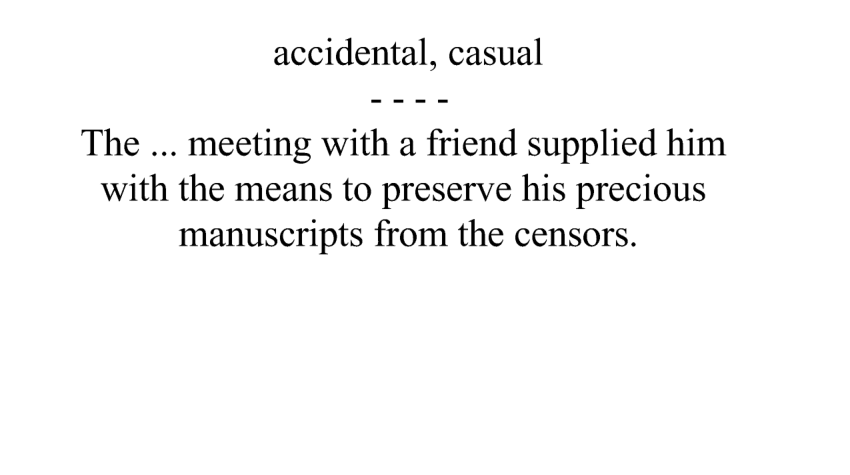 accidental, casual
- - - -
The ... meeting with a friend supplied him
with the means to preserve his precious
manuscripts from the censors.